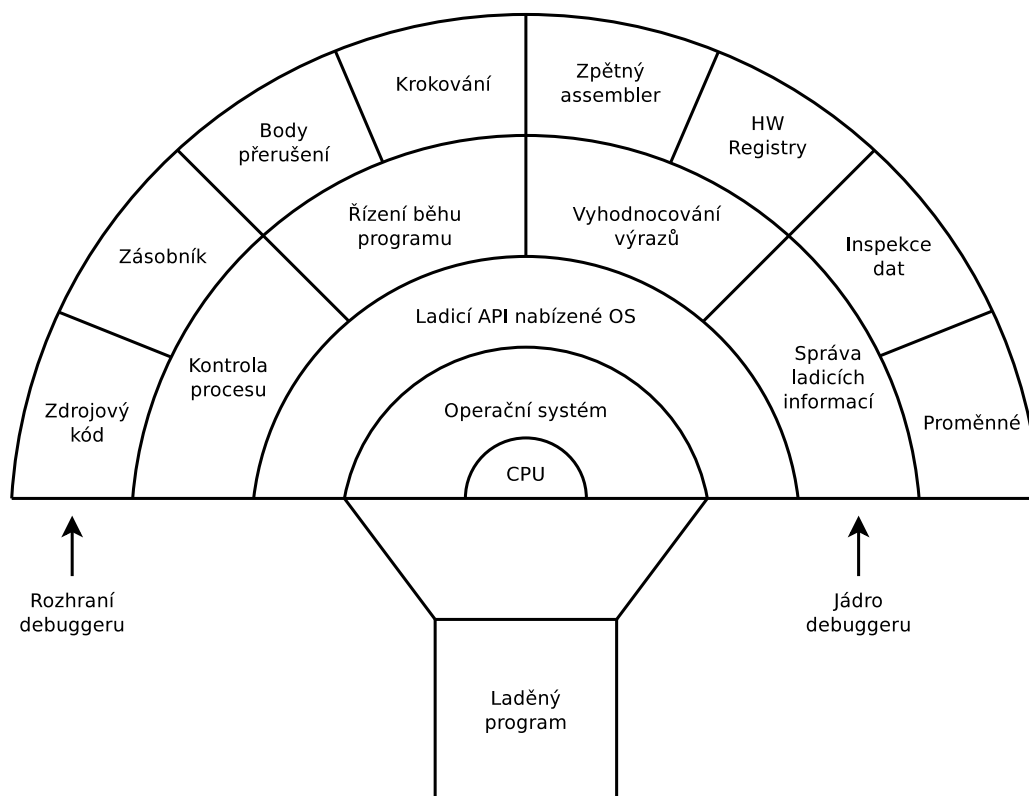 Krokování
Zpětný
assembler
Body
přerušení
HW
Registry
Zásobník
Řízení běhu
programu
Vyhodnocování
výrazů
Inspekce
dat
Ladicí API nabízené OS
Kontrola
procesu
Správa
ladicích
informací
Zdrojový
kód
Operační systém
Proměnné
CPU
Rozhraní
debuggeru
Jádro
debuggeru
Laděný
program